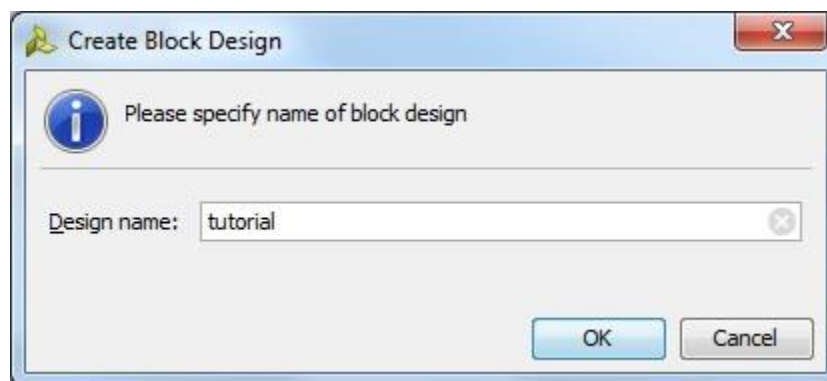 Create Block Design
Please specify name of block design
Design name: tutorial
OK Cancel